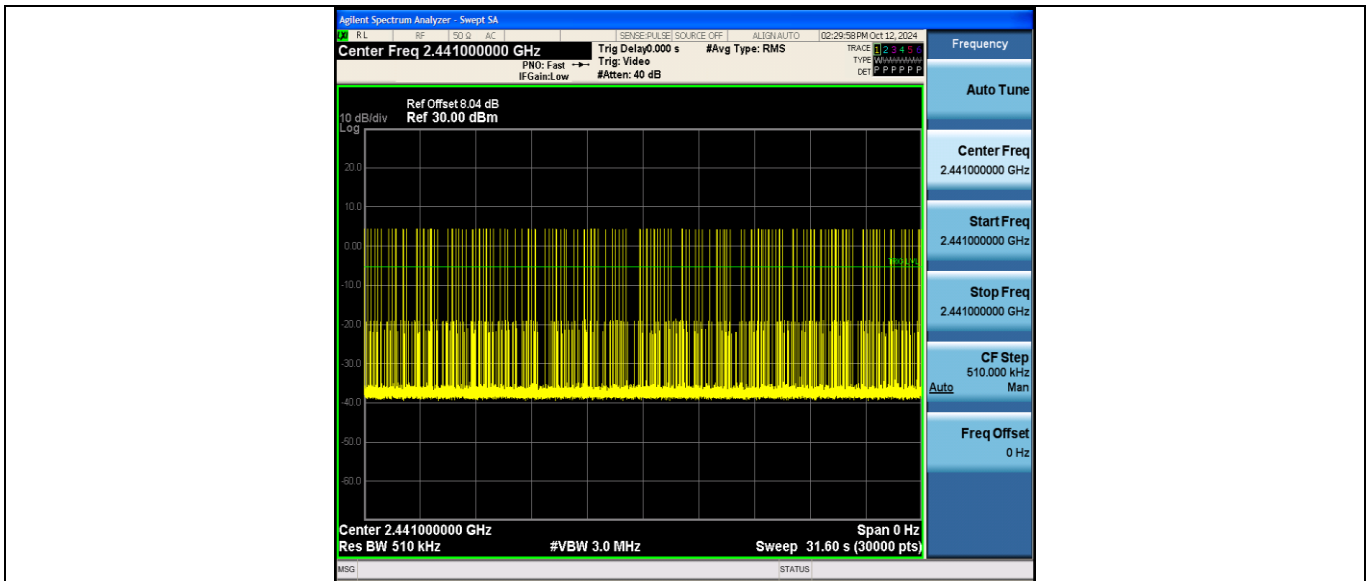 Agilent Spectrum Analyzer - Swept SA
RL RF 50 Ω AC SENSE:PULSE SOURCE OFF ALIGN AUTO 02:29:58 PM Oct 12, 2024
Center Freq 2.441000000 GHz
PNO: Fast
IFGain:Low
Trig Delay0.000 s
Trig: Video
#Atten: 40 dB
#Avg Type: RMS
TRACE 1 2 3 4 5 6
TYPE WWWWWW
DET P P P P P P
Ref Offset 8.04 dB
10 dB/div Ref 30.00 dBm
Log
20.0
10.0
0.00
TRIG LVL
-10.0
-20.0
-30.0
-40.0
-50.0
-60.0
Center 2.441000000 GHz Span 0 Hz
Res BW 510 kHz #VBW 3.0 MHz Sweep 31.60 s (30000 pts)
MSG STATUS
Frequency
Auto Tune
Center Freq
2.441000000 GHz
Start Freq
2.441000000 GHz
Stop Freq
2.441000000 GHz
CF Step
510.000 kHz
Auto Man
Freq Offset
0 Hz